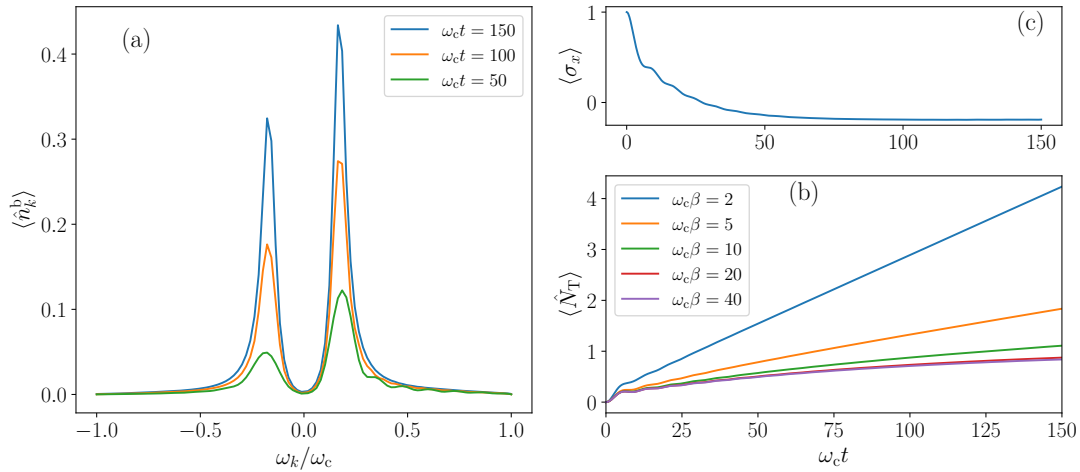 (a)
ω_c t = 150
ω_c t = 100
ω_c t = 50
⟨n̂_k^b⟩
0.4
0.3
0.2
0.1
0.0
−1.0 −0.5 0.0 0.5 1.0
ω_k/ω_c
(c)
⟨σ_x⟩
1
0
0 50 100 150
(b)
ω_c β = 2
ω_c β = 5
ω_c β = 10
ω_c β = 20
ω_c β = 40
⟨N̂_T⟩
4
3
2
1
0
0 25 50 75 100 125 150
ω_c t